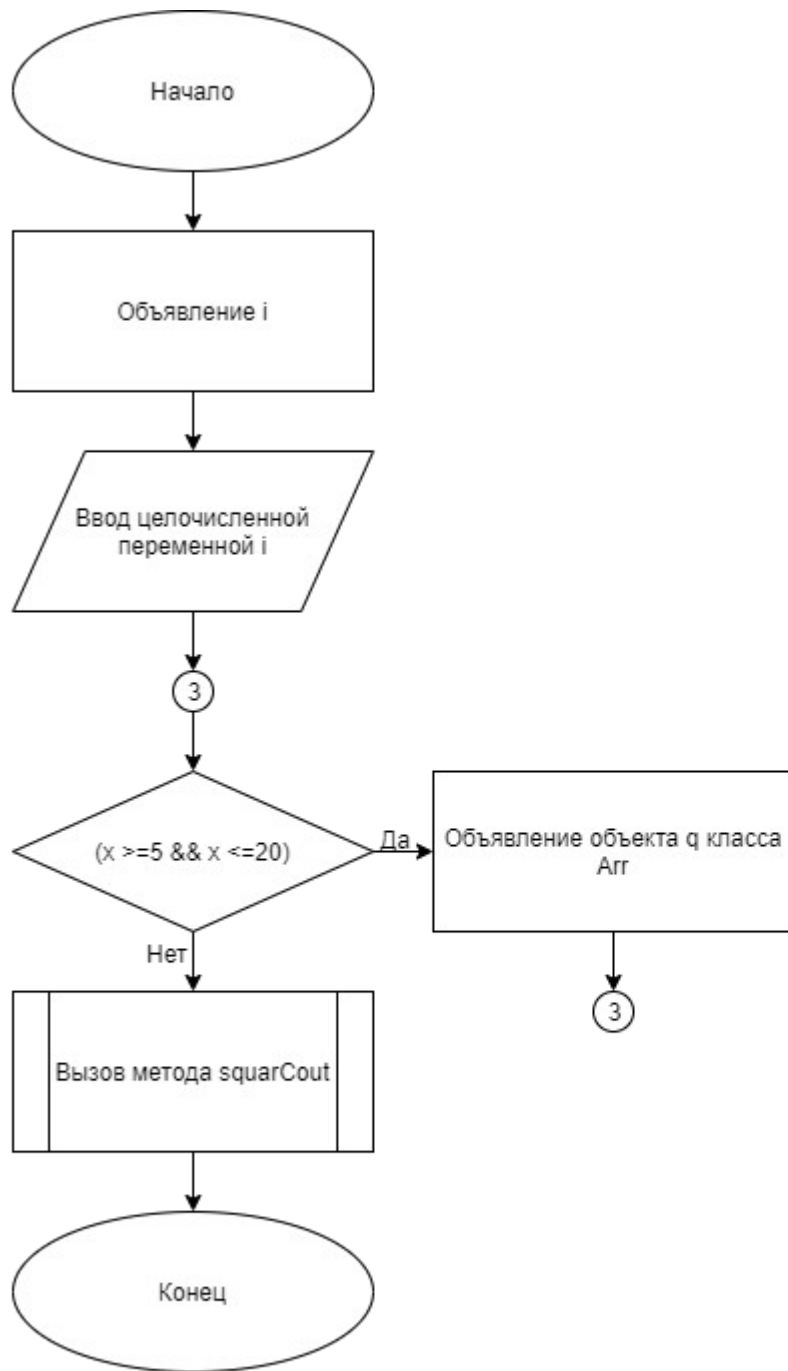 Начало
Объявление i
Ввод целочисленной
переменной i
3
(x >=5 && x <=20)
Да
Объявление объекта q класса
Arr
Нет
3
Вызов метода squarCout
Конец